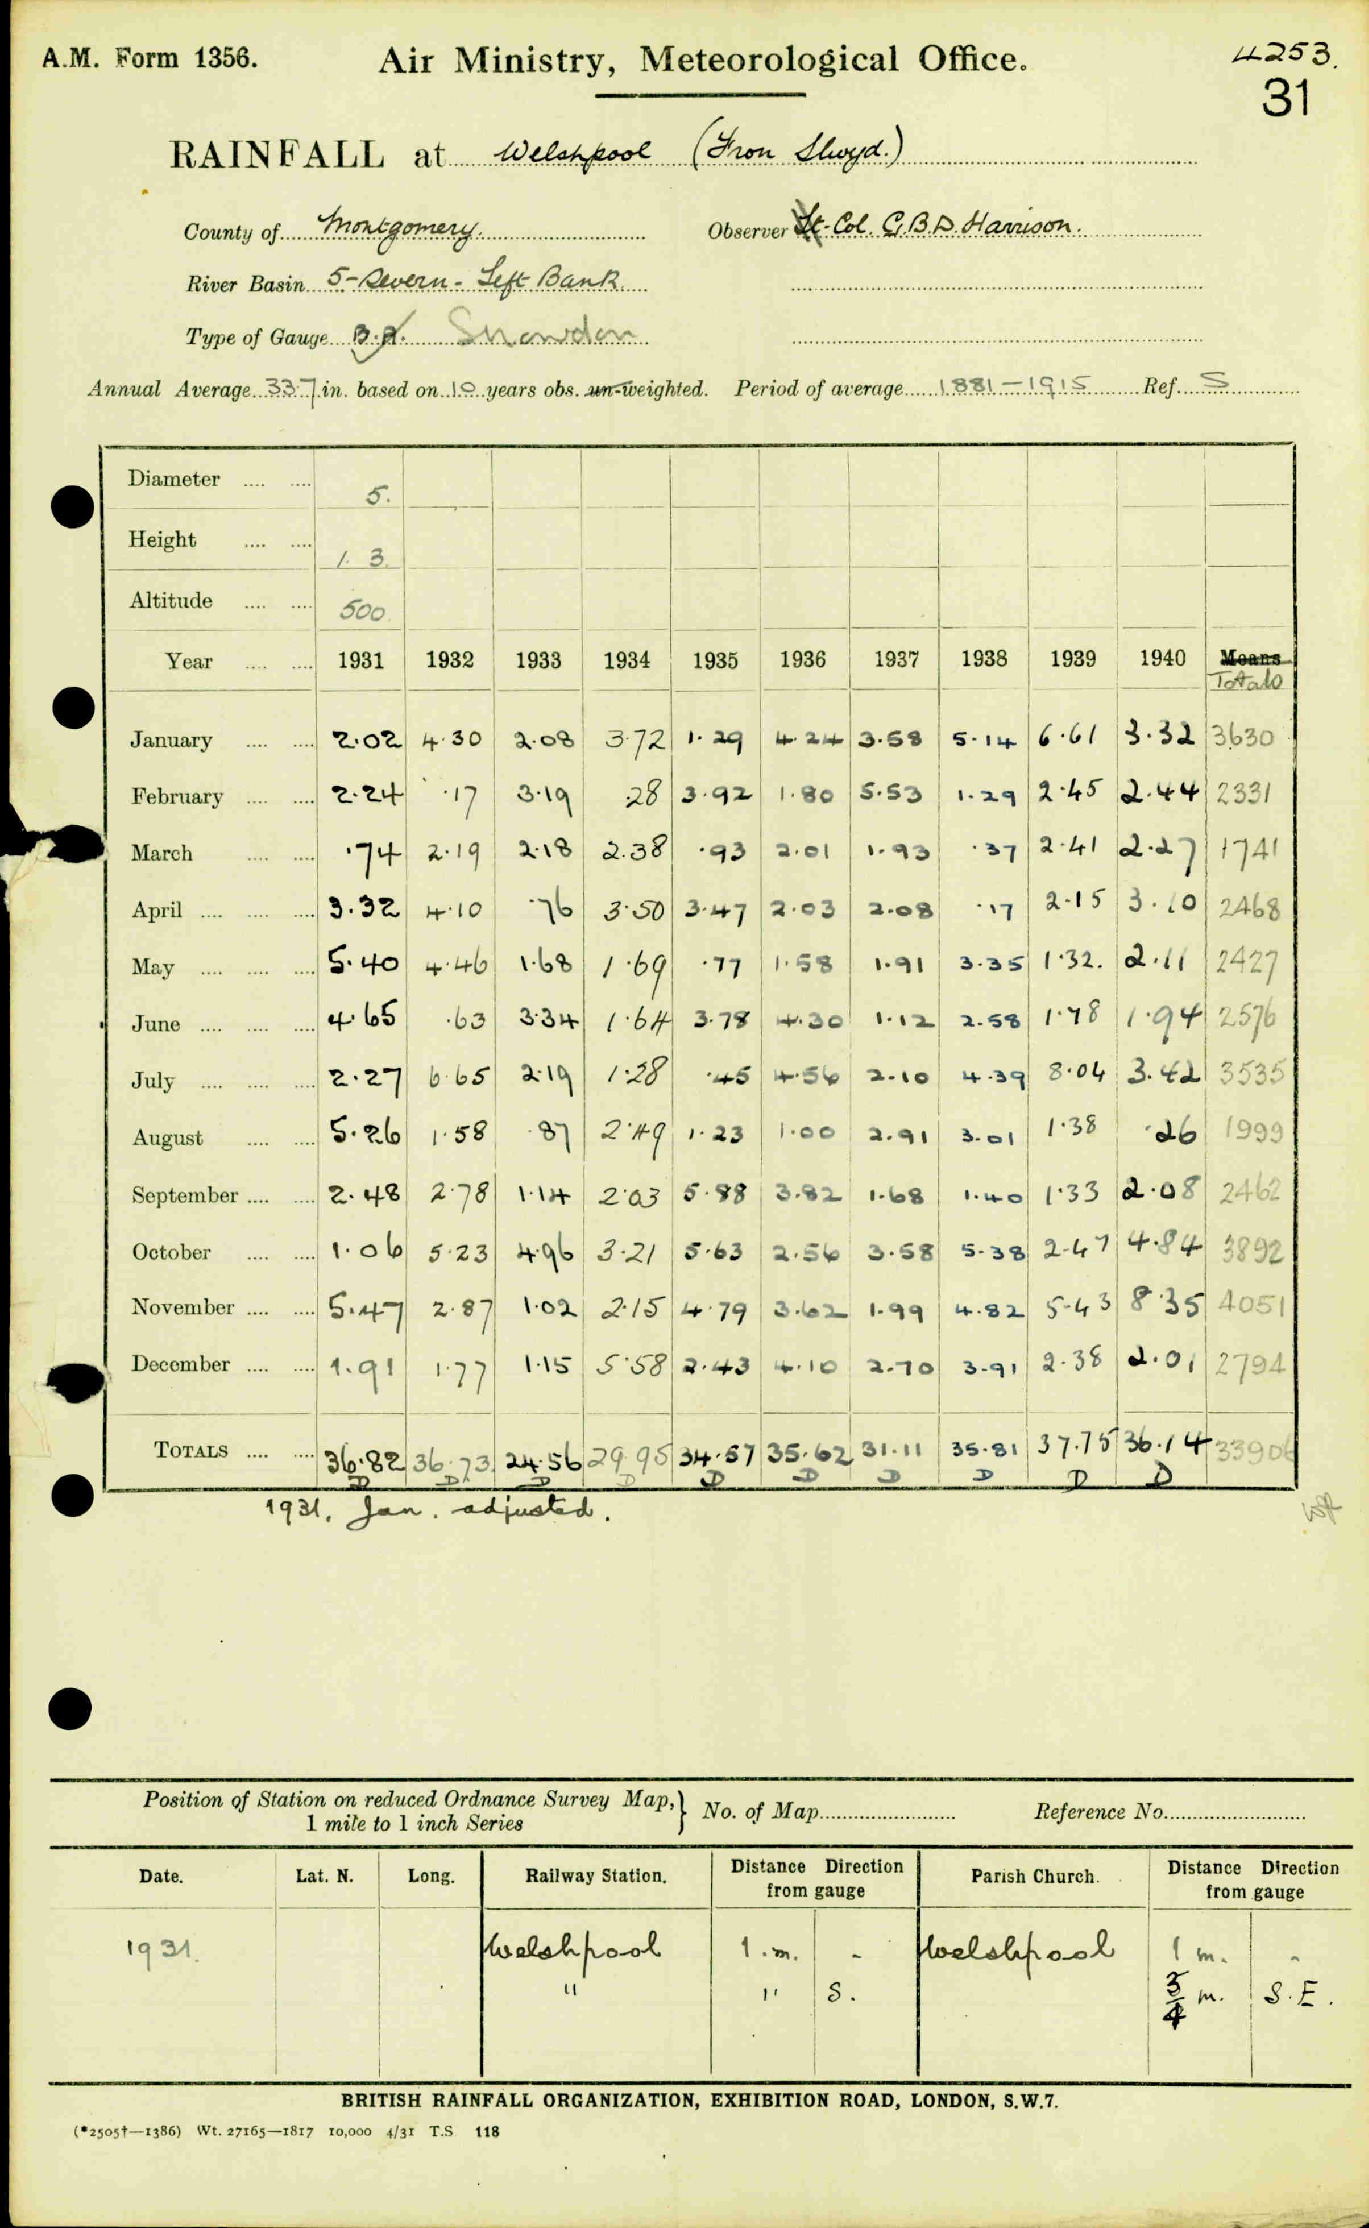 A.M. Form 1356. Air Ministry, Meteorological Office. 4253.
31
RAINFALL at Welshpool (Fron Llwyd.)
County of Montgomery. Observer Lt-Col. G.B.D. Harrison.
River Basin 5-Severn - Left Bank.
Type of Gauge B.R. Snowdon
Annual Average 33.7 in. based on 10 years obs. un-weighted. Period of average 1881-1915 Ref. S
Diameter .... .... 5.
Height .... .... 1. 3.
Altitude .... .... 500
Year .... .... 1931 1932 1933 1934 1935 1936 1937 1938 1939 1940 Means
Totals
January .... .... 2.02 4.30 2.08 3.72 1.29 4.24 3.58 5.14 6.61 3.32 3630
February .... .... 2.24 .17 3.19 .28 3.92 1.80 5.53 1.29 2.45 2.44 2331
March .... .... .74 2.19 2.18 2.38 .93 2.01 1.93 .37 2.41 2.27 1741
April .... .... .... 3.32 4.10 .76 3.50 3.47 2.03 2.08 .17 2.15 3.10 2468
May .... .... .... 5.40 4.46 1.68 1.69 .77 1.58 1.91 3.35 1.32. 2.11 2427
June .... .... .... 4.65 .63 3.34 1.64 3.78 4.30 1.12 2.58 1.78 1.94 2576
July .... .... .... 2.27 6.65 2.19 1.28 .45 4.56 2.10 4.39 8.04 3.42 3535
August .... .... 5.26 1.58 .87 2.49 1.23 1.00 2.91 3.01 1.38 .26 1999
September .... .... 2.48 2.78 1.14 2.03 5.88 3.82 1.68 1.40 1.33 2.08 2462
October .... .... 1.06 5.23 4.96 3.21 5.63 2.56 3.58 5.38 2.47 4.84 3892
November .... .... 5.47 2.87 1.02 2.15 4.79 3.62 1.99 4.82 5.43 8.35 4051
December .... .... 1.91 1.77 1.15 5.58 2.43 4.10 2.70 3.91 2.38 2.01 2794
TOTALS .... .... 36.82 36.73 24.56 29.95 34.57 35.62 31.11 35.81 37.75 36.14 33906
D D D D D D D D D D
1931. Jan. adjusted.
Position of Station on reduced Ordnance Survey Map, } No. of Map Reference No.
1 mile to 1 inch Series
Date. Lat. N. Long. Railway Station. Distance Direction from gauge Parish Church. Distance Direction from gauge
1931. Welshpool 1.m. - Welshpool 1 m. -
" " S. 3/4 m. S.E.
BRITISH RAINFALL ORGANIZATION, EXHIBITION ROAD, LONDON, S.W.7.
(*2505†—1386) Wt. 27165—1817 10,000 4/31 T.S 118